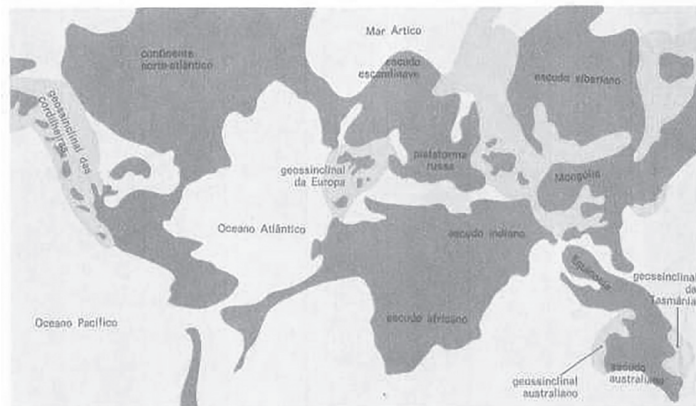 Mar Ártico
continente
norte-atlântico
escudo
escandinavo
escudo siberiano
geossinclinal das
cordilheiras
geossinclinal
da Europa
plataforma
russa
Mongólia
Oceano Atlântico
escudo indiano
Equinócia
geossinclinal
da
Tasmânia
Oceano Pacífico
escudo africano
escudo
australiano
geossinclinal
australiano